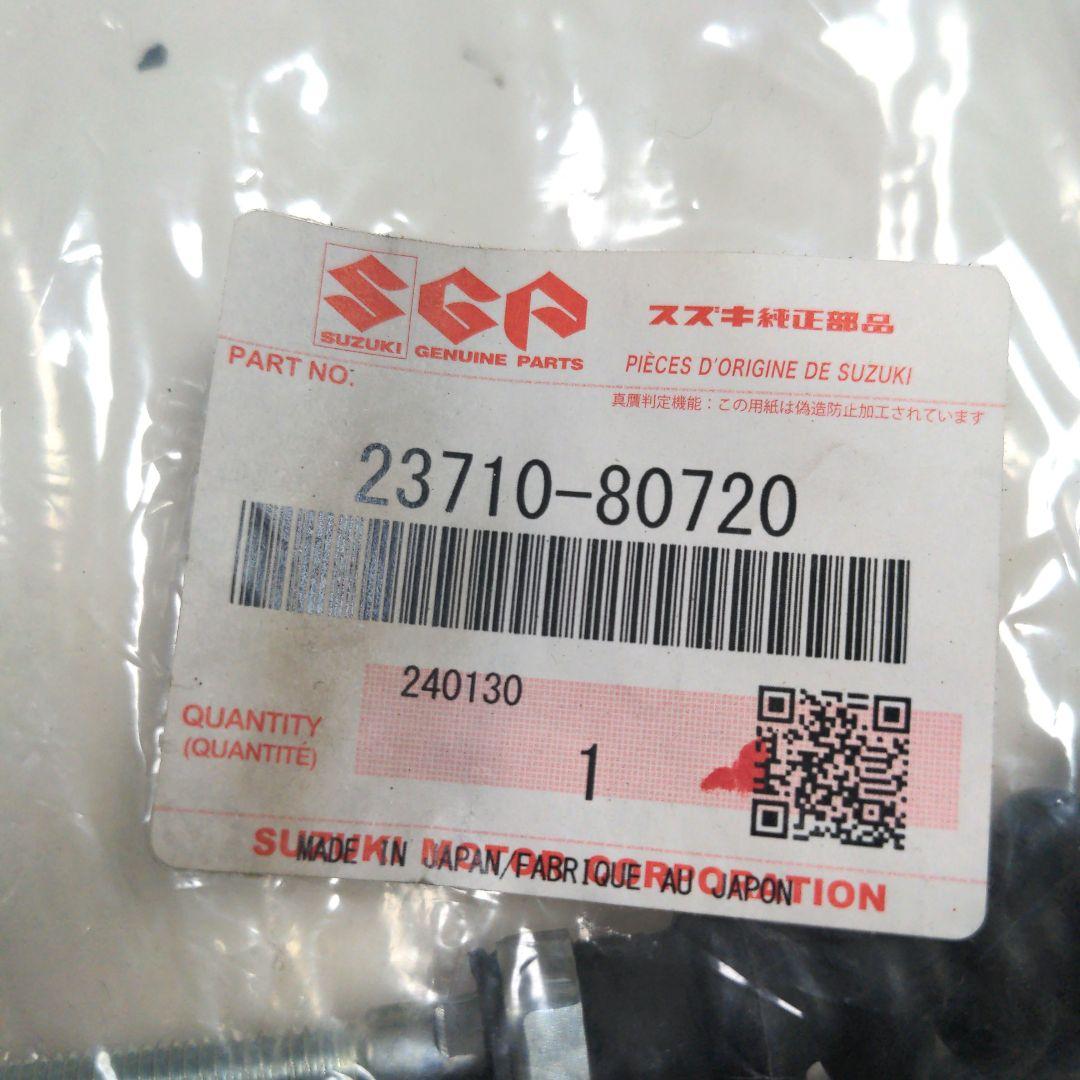 SGP
スズキ純正部品
SUZUKI
GENUINE PARTS
PIÈCES D'ORIGINE DE SUZUKI
PART NO.
真贋判定機能：この用紙は偽造防止加工されています
23710-80720
240130
QUANTITY
(QUANTITÉ)
1
SUZUKI MOTOR CORPORATION
MADE IN JAPAN/FABRIQUE AU JAPON